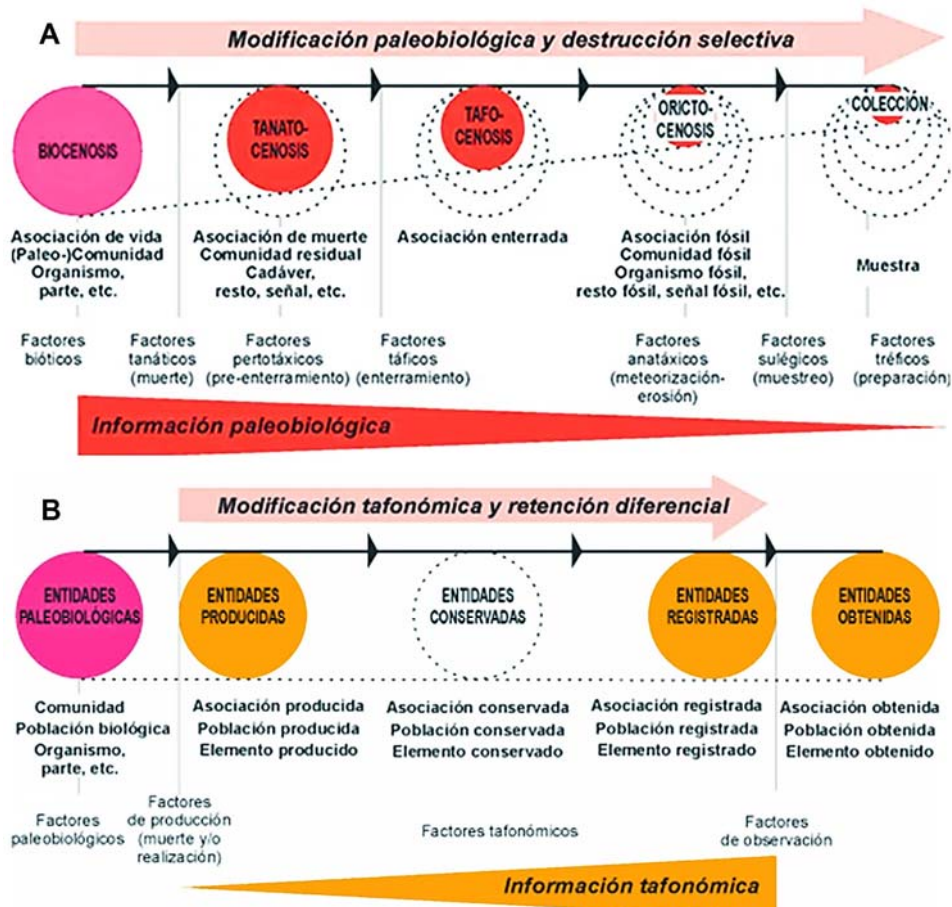 A
Modificación paleobiológica y destrucción selectiva
BIOCENOSIS
TANATO-
CENOSIS
TAFO-
CENOSIS
ORICTO-
CENOSIS
COLECCIÓN
Asociación de vida
(Paleo-)Comunidad
Organismo,
parte, etc.
Asociación de muerte
Comunidad residual
Cadáver,
resto, señal, etc.
Asociación enterrada
Asociación fósil
Comunidad fósil
Organismo fósil,
resto fósil, señal fósil, etc.
Muestra
Factores
bióticos
Factores
tanáticos
(muerte)
Factores
pertotáxicos
(pre-enterramiento)
Factores
táficos
(enterramiento)
Factores
anatáxicos
(meteorización-
erosión)
Factores
sulégicos
(muestreo)
Factores
tréficos
(preparación)
Información paleobiológica
B
Modificación tafonómica y retención diferencial
ENTIDADES
PALEOBIOLÓGICAS
ENTIDADES
PRODUCIDAS
ENTIDADES
CONSERVADAS
ENTIDADES
REGISTRADAS
ENTIDADES
OBTENIDAS
Comunidad
Población biológica
Organismo,
parte, etc.
Asociación producida
Población producida
Elemento producido
Asociación conservada
Población conservada
Elemento conservado
Asociación registrada
Población registrada
Elemento registrado
Asociación obtenida
Población obtenida
Elemento obtenido
Factores
paleobiológicos
Factores
de producción
(muerte y/o
realización)
Factores tafonómicos
Factores
de observación
Información tafonómica